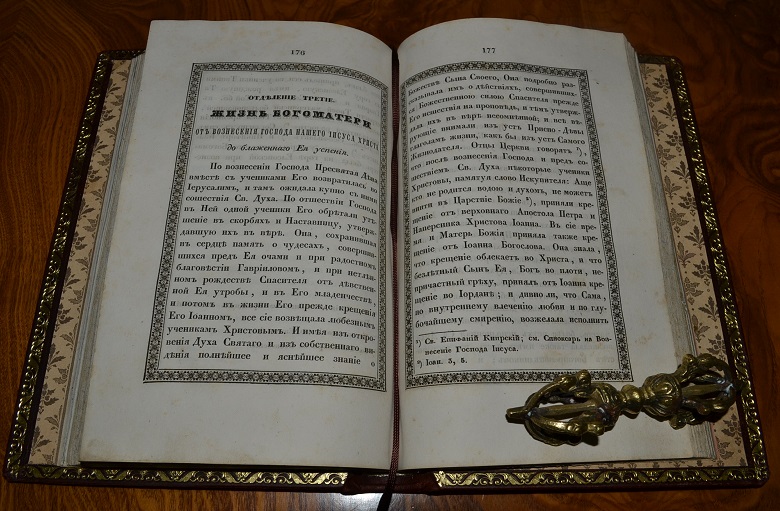 176
ОТДѢЛЕНІЕ ТРЕТІЕ.
ЖИЗНЬ БОГОМАТЕРИ
ОТЪ ВОЗНЕСЕНІЯ ГОСПОДА НАШЕГО ІИСУСА ХРИСТА
до блаженнаго Ея успенія.
По вознесеніи Господа Пресвятая Дѣва
вмѣстѣ съ учениками Его возвратилась во
Іерусалимъ, и тамъ ожидала купно съ ними
сошествія Св. Духа. По отшествіи Господа
въ Ней одной ученики Его обрѣтали утѣ-
шеніе въ скорбяхъ и Наставницу, утвер-
давшую ихъ въ вѣрѣ. Она, сохранившая
въ сердцѣ память о чудесахъ, совершив-
шихся предъ Ея очами и при радостномъ
благовѣстіи Гавріиловомъ, и при нетлѣн-
номъ рождествѣ Спасителя отъ дѣвствен-
ной Ея утробы, и въ Его младенчествѣ,
и потомъ въ жизни Его прежде крещенія
Его Іоанномъ, все сіе возвѣщала любезнымъ
ученикамъ Христовымъ. И имѣя изъ откро-
венія Духа Святаго и изъ собственнаго ви-
дѣнія полнѣйшее и яснѣйшее знаніе о
177
Божествѣ Сына Своего, Она подробно раз-
сказывала имъ о дѣйствіяхъ, совершившихъ-
ся Божественною силою Спасителя прежде
Его исшествія на проповѣдь, и тѣмъ утверж-
дала ихъ въ вѣрѣ несомнѣнной; и всѣ вѣ-
рующіе внимали изъ устъ Присно-Дѣвы
глаголамъ жизни, какъ бы изъ устъ Самого
Жизнодателя. Отцы Церкви говорятъ ¹),
что послѣ вознесенія Господа и предъ со-
шествіемъ Св. Духа нѣкоторые ученики
Христовы, памятуя слово Искупителя: Аще
кто не родится водою и духомъ, не можетъ
внити въ Царствіе Божіе ²), приняли кре-
щеніе отъ верховнаго Апостола Петра и
Наперсника Христова Іоанна. Въ сіе вре-
мя и Матерь Божія приняла также кре-
щеніе отъ Іоанна Богослова. Она знала,
что крещеніе облекаетъ во Христа, и что
безлѣтный Сынъ Ея, Богъ во плоти, не-
причастный грѣху, принялъ отъ Іоанна кре-
щеніе во Іорданѣ; и дивно ли, что Сама,
по внутреннему влеченію любви и по глу-
бочайшему смиренію, возжелала исполнить
¹) Св. Епифаній Кипрскій; см. Синоксаръ на Воз-
несеніе Господа Іисуса.
²) Іоан. 3, 5.